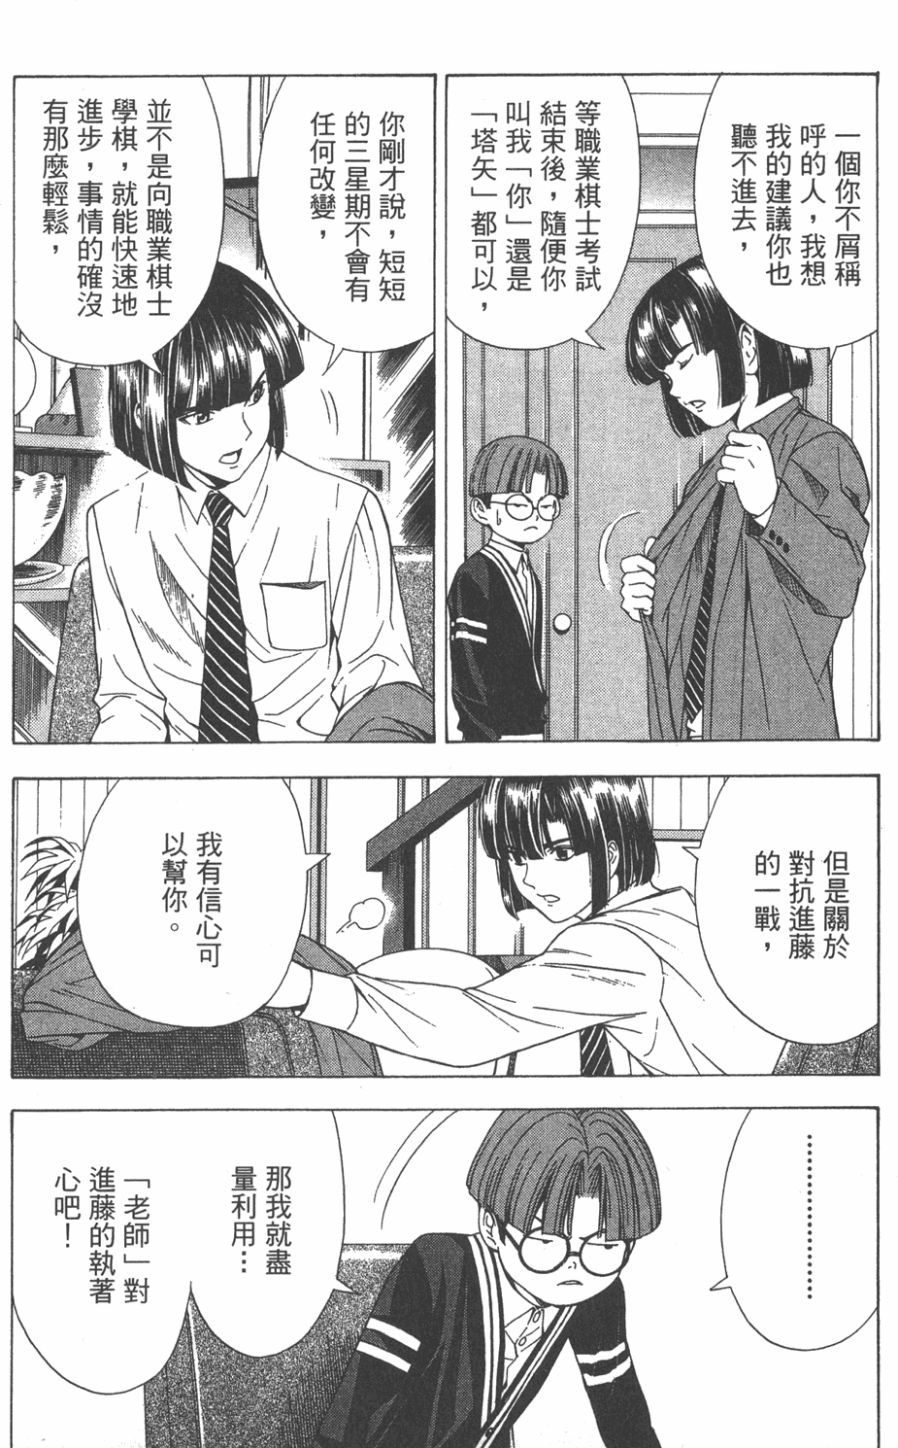 一個你不屑稱
呼的人，我想
我的建議你也
聽不進去，
等職業棋士考試
結束後，隨便你
叫我「你」還是
「塔矢」都可以，
你剛才說，短短
的三星期不會有
任何改變，
並不是向職業棋士
學棋，就能快速地
進步，事情的確沒
有那麼輕鬆，
但是關於
對抗進藤
的一戰，
我有信心可
以幫你。
………………
那我就盡
量利用…
「老師」對
進藤的執著
心吧！